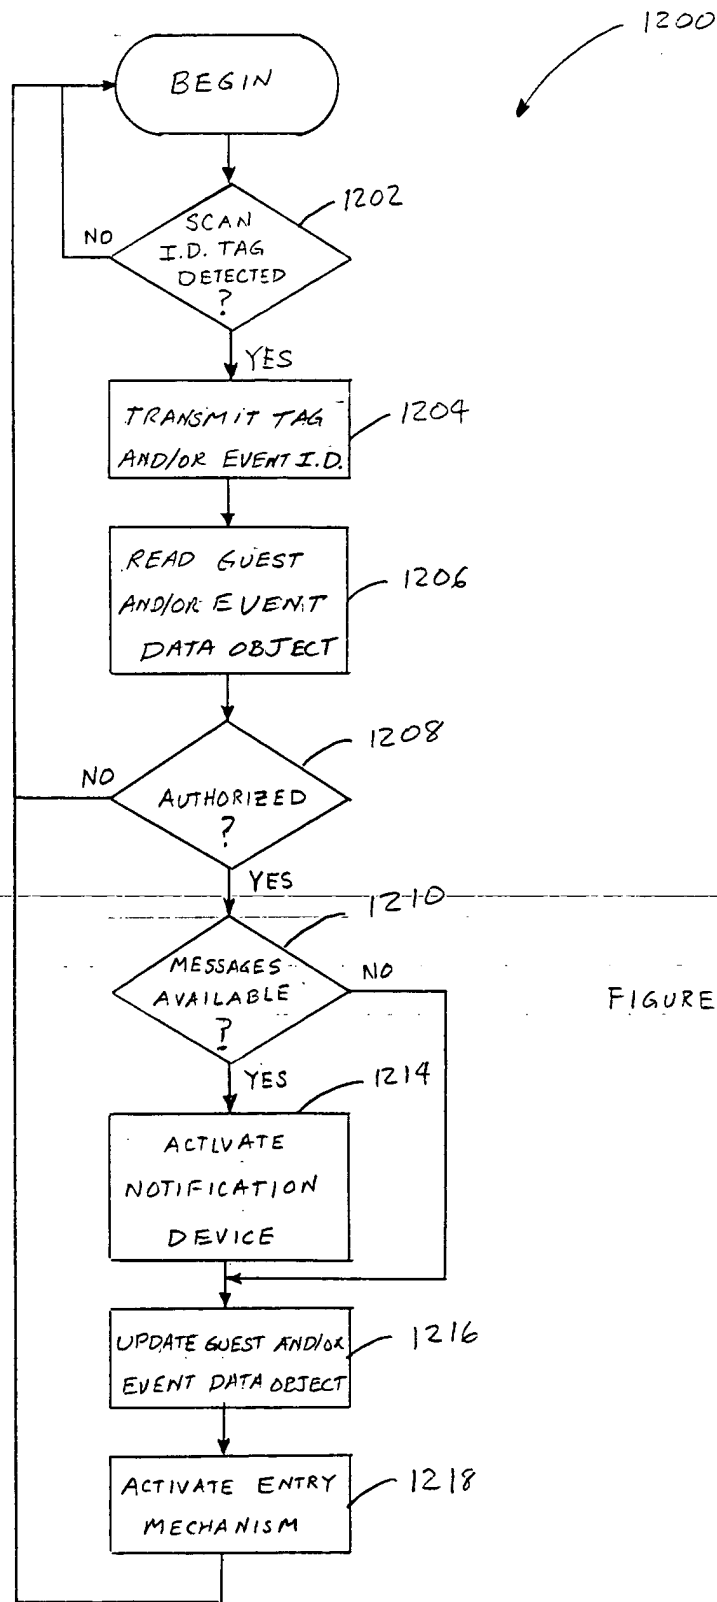 1200
BEGIN
1202
SCAN
I.D. TAG
DETECTED
?
NO
YES
1204
TRANSMIT TAG
AND/OR EVENT I.D.
1206
READ GUEST
AND/OR EVENT
DATA OBJECT
1208
NO
AUTHORIZED
?
YES
1210
MESSAGES
AVAILABLE
?
NO
FIGURE
YES
1214
ACTIVATE
NOTIFICATION
DEVICE
1216
UPDATE GUEST AND/OR
EVENT DATA OBJECT
1218
ACTIVATE ENTRY
MECHANISM